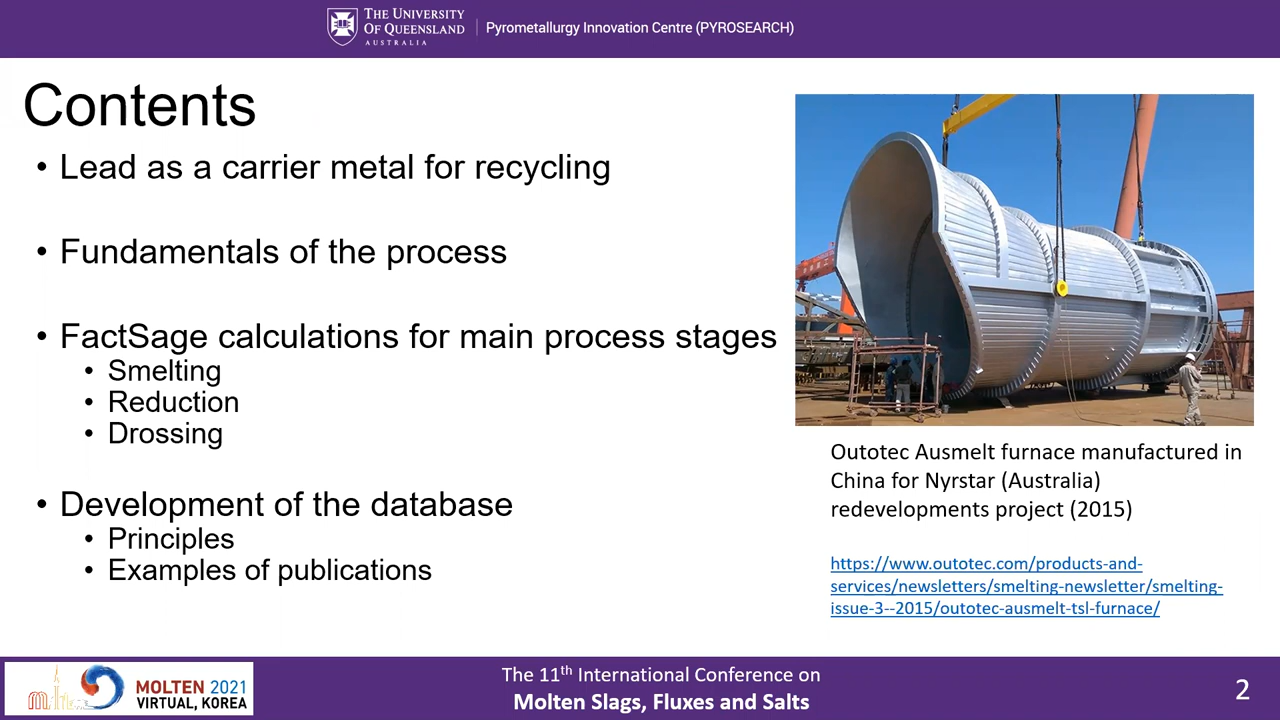 THE UNIVERSITY
OF QUEENSLAND
AUSTRALIA
Pyrometallurgy Innovation Centre (PYROSEARCH)
Contents
• Lead as a carrier metal for recycling
• Fundamentals of the process
• FactSage calculations for main process stages
• Smelting
• Reduction
• Drossing
• Development of the database
• Principles
• Examples of publications
Outotec Ausmelt furnace manufactured in
China for Nyrstar (Australia)
redevelopments project (2015)
https://www.outotec.com/products-and-
services/newsletters/smelting-newsletter/smelting-
issue-3--2015/outotec-ausmelt-tsl-furnace/
MOLTEN 2021
VIRTUAL, KOREA
The 11th International Conference on
Molten Slags, Fluxes and Salts
2